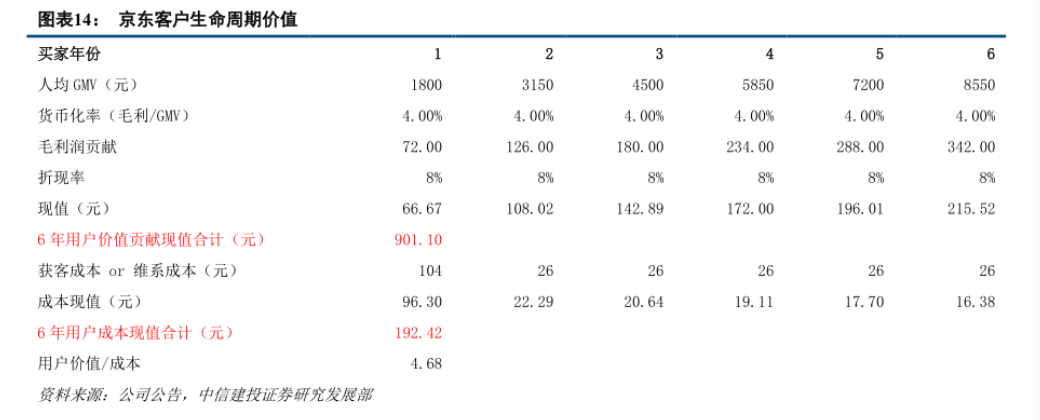 图表14： 京东客户生命周期价值
买家年份 1 2 3 4 5 6
人均 GMV（元） 1800 3150 4500 5850 7200 8550
货币化率（毛利/GMV） 4.00% 4.00% 4.00% 4.00% 4.00% 4.00%
毛利润贡献 72.00 126.00 180.00 234.00 288.00 342.00
折现率 8% 8% 8% 8% 8% 8%
现值（元） 66.67 108.02 142.89 172.00 196.01 215.52
6 年用户价值贡献现值合计（元） 901.10
获客成本 or 维系成本（元） 104 26 26 26 26 26
成本现值（元） 96.30 22.29 20.64 19.11 17.70 16.38
6 年用户成本现值合计（元） 192.42
用户价值/成本 4.68
资料来源：公司公告，中信建投证券研究发展部